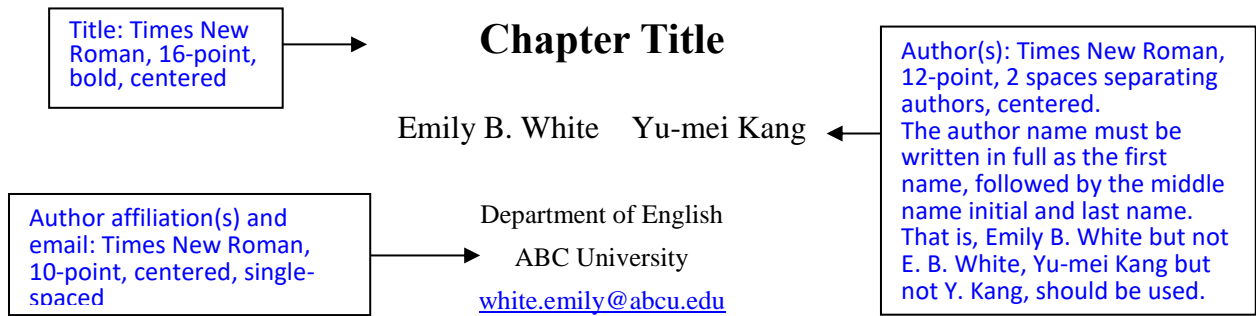 Title: Times New
Roman, 16-point,
bold, centered
Chapter Title
Author(s): Times New Roman,
12-point, 2 spaces separating
authors, centered.
The author name must be
written in full as the first
name, followed by the middle
name initial and last name.
That is, Emily B. White but not
E. B. White, Yu-mei Kang but
not Y. Kang, should be used.
Emily B. White    Yu-mei Kang
Author affiliation(s) and
email: Times New Roman,
10-point, centered, single-
spaced
Department of English
ABC University
white.emily@abcu.edu